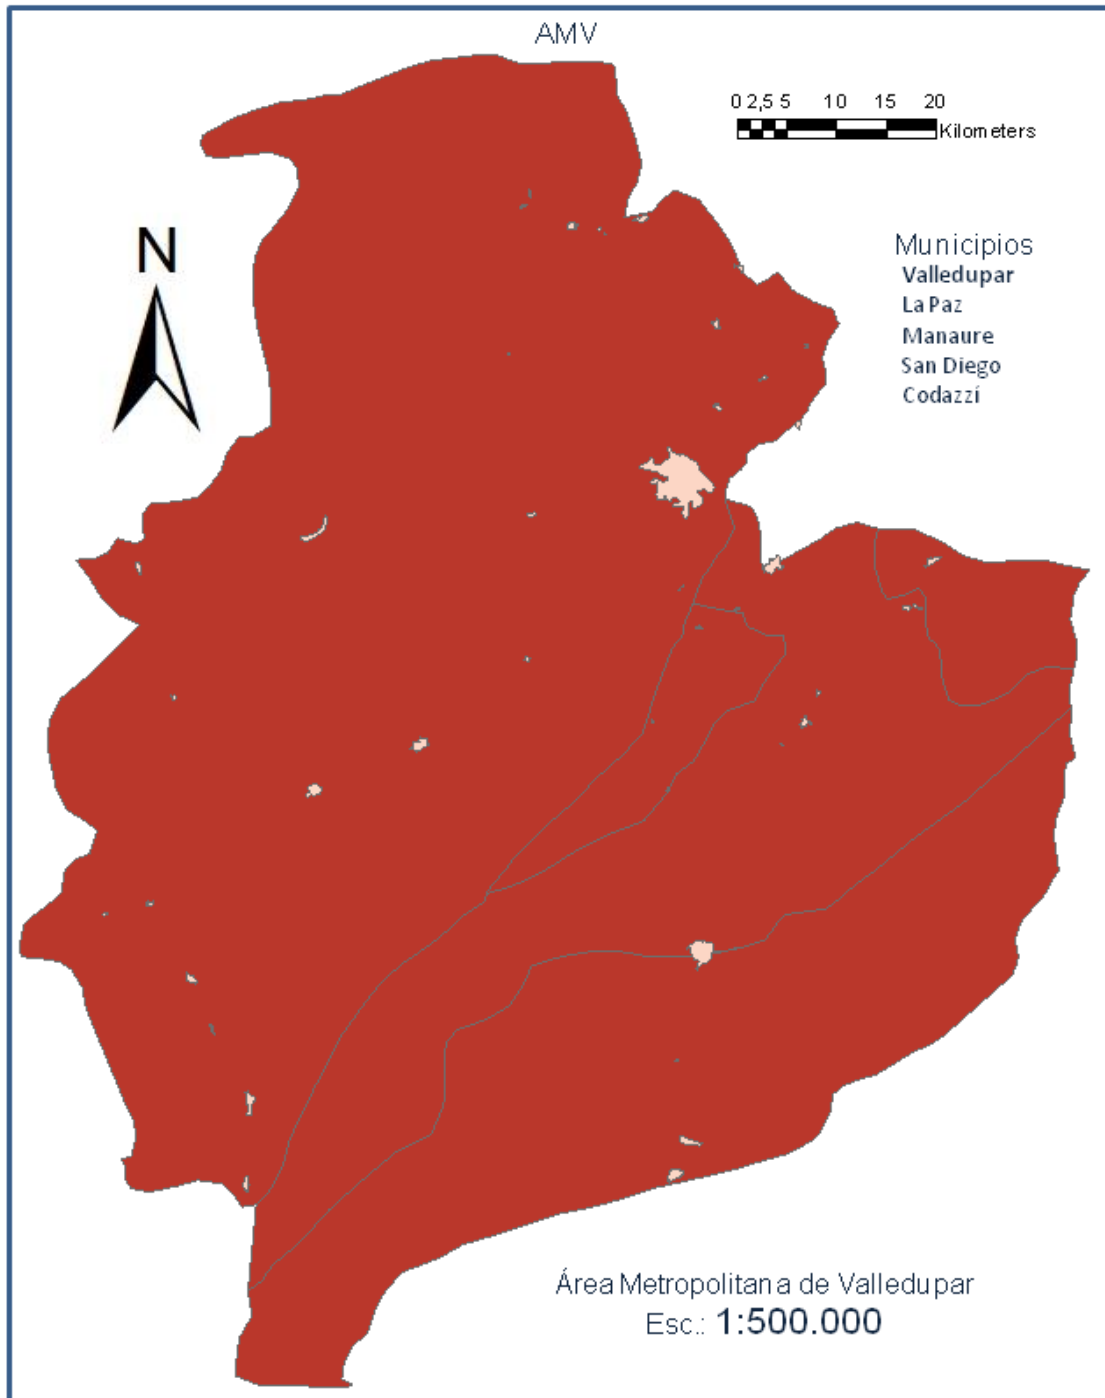 AMV
0 2,5 5 10 15 20
Kilometers
N
Municipios
Valledupar
La Paz
Manaure
San Diego
Codazzí
Área Metropolitana de Valledupar
Esc.: 1:500.000